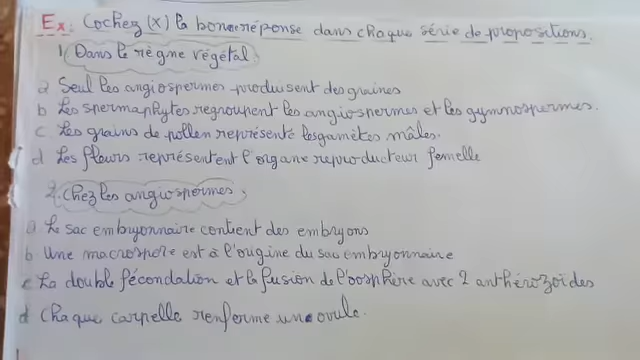 Ex: Cochez (x) la bonne réponse dans chaque série de propositions.
1 Dans le règne végétal
a Seul les angiospermes produisent des graines
b Les spermaphytes regroupent les angiospermes et les gymnospermes.
c Les grains de pollen représenté les gamètes mâles.
d Les fleurs représentent l'organe reproducteur femelle
2. Chez les angiospermes.
a Le sac embryonnaire contient des embryons
b Une macrospore est à l'origine du sac embryonnaire
c La double fécondation et la fusion de l'oosphère avec 2 anthérozoïdes
d Chaque carpelle renferme un ovule.